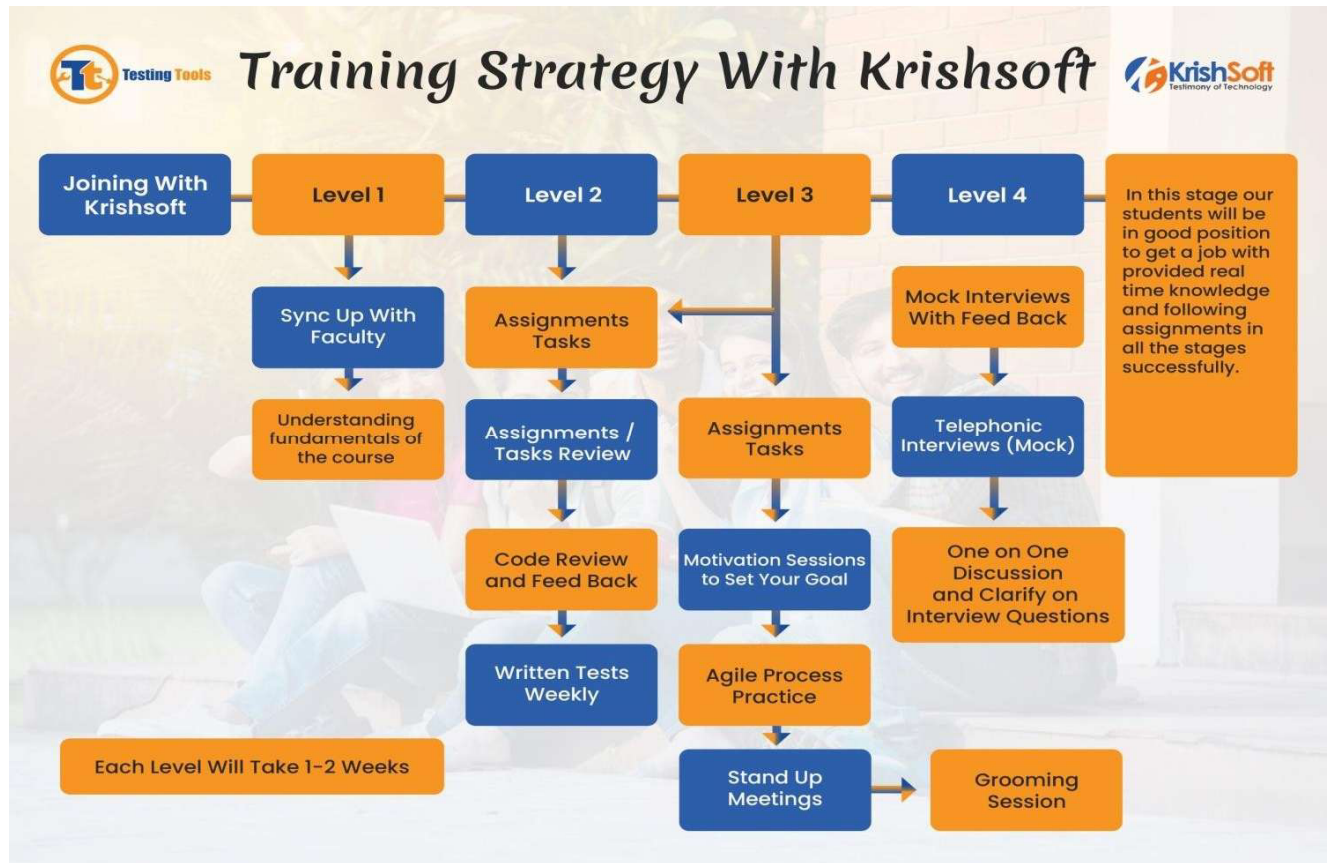 Tt
Testing Tools
Training Strategy With Krishsoft
KrishSoft
Testimony of Technology
Joining With
Krishsoft
Level 1
Level 2
Level 3
Level 4
In this stage our
students will be
in good position
to get a job with
provided real
time knowledge
and following
assignments in
all the stages
successfully.
Sync Up With
Faculty
Understanding
fundamentals of
the course
Assignments
Tasks
Assignments /
Tasks Review
Code Review
and Feed Back
Written Tests
Weekly
Assignments
Tasks
Motivation Sessions
to Set Your Goal
Agile Process
Practice
Stand Up
Meetings
Grooming
Session
Mock Interviews
With Feed Back
Telephonic
Interviews (Mock)
One on One
Discussion
and Clarify on
Interview Questions
Each Level Will Take 1-2 Weeks